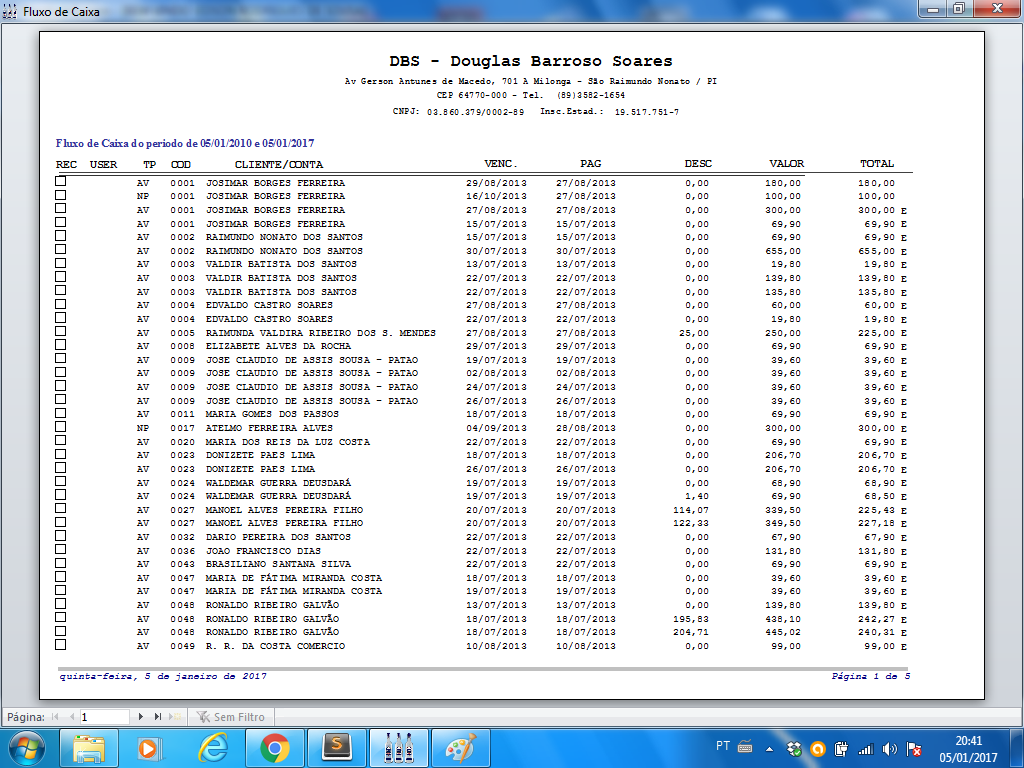 Fluxo de Caixa
DBS - Douglas Barroso Soares
Av Gerson Antunes de Macedo, 701 A Milonga - São Raimundo Nonato / PI
CEP 64770-000 - Tel. (89)3582-1654
CNPJ: 03.860.379/0002-89 Insc.Estad.: 19.517.751-7
Fluxo de Caixa do periodo de 05/01/2010 e 05/01/2017
REC USER TP COD CLIENTE/CONTA VENC. PAG DESC VALOR TOTAL
AV 0001 JOSIMAR BORGES FERREIRA 29/08/2013 27/08/2013 0,00 180,00 180,00
NP 0001 JOSIMAR BORGES FERREIRA 16/10/2013 27/08/2013 0,00 100,00 100,00
AV 0001 JOSIMAR BORGES FERREIRA 27/08/2013 27/08/2013 0,00 300,00 300,00 E
AV 0001 JOSIMAR BORGES FERREIRA 15/07/2013 15/07/2013 0,00 69,90 69,90 E
AV 0002 RAIMUNDO NONATO DOS SANTOS 15/07/2013 15/07/2013 0,00 69,90 69,90 E
AV 0002 RAIMUNDO NONATO DOS SANTOS 30/07/2013 30/07/2013 0,00 655,00 655,00 E
AV 0003 VALDIR BATISTA DOS SANTOS 13/07/2013 13/07/2013 0,00 19,80 19,80 E
AV 0003 VALDIR BATISTA DOS SANTOS 22/07/2013 22/07/2013 0,00 139,80 139,80 E
AV 0003 VALDIR BATISTA DOS SANTOS 22/07/2013 22/07/2013 0,00 135,80 135,80 E
AV 0004 EDVALDO CASTRO SOARES 27/08/2013 27/08/2013 0,00 60,00 60,00 E
AV 0004 EDVALDO CASTRO SOARES 22/07/2013 22/07/2013 0,00 19,80 19,80 E
AV 0005 RAIMUNDA VALDIRA RIBEIRO DOS S. MENDES 27/08/2013 27/08/2013 25,00 250,00 225,00 E
AV 0008 ELIZABETE ALVES DA ROCHA 29/07/2013 29/07/2013 0,00 69,90 69,90 E
AV 0009 JOSE CLAUDIO DE ASSIS SOUSA - PATAO 19/07/2013 19/07/2013 0,00 39,60 39,60 E
AV 0009 JOSE CLAUDIO DE ASSIS SOUSA - PATAO 02/08/2013 02/08/2013 0,00 39,60 39,60 E
AV 0009 JOSE CLAUDIO DE ASSIS SOUSA - PATAO 24/07/2013 24/07/2013 0,00 39,60 39,60 E
AV 0009 JOSE CLAUDIO DE ASSIS SOUSA - PATAO 26/07/2013 26/07/2013 0,00 39,60 39,60 E
AV 0011 MARIA GOMES DOS PASSOS 18/07/2013 18/07/2013 0,00 69,90 69,90 E
NP 0017 ATELMO FERREIRA ALVES 04/09/2013 28/08/2013 0,00 300,00 300,00 E
AV 0020 MARIA DOS REIS DA LUZ COSTA 22/07/2013 22/07/2013 0,00 69,90 69,90 E
AV 0023 DONIZETE PAES LIMA 18/07/2013 18/07/2013 0,00 206,70 206,70 E
AV 0023 DONIZETE PAES LIMA 26/07/2013 26/07/2013 0,00 206,70 206,70 E
AV 0024 WALDEMAR GUERRA DEUSDARÁ 19/07/2013 19/07/2013 0,00 68,90 68,90 E
AV 0024 WALDEMAR GUERRA DEUSDARÁ 19/07/2013 19/07/2013 1,40 69,90 68,50 E
AV 0027 MANOEL ALVES PEREIRA FILHO 20/07/2013 20/07/2013 114,07 339,50 225,43 E
AV 0027 MANOEL ALVES PEREIRA FILHO 20/07/2013 20/07/2013 122,33 349,50 227,18 E
AV 0032 DARIO PEREIRA DOS SANTOS 22/07/2013 22/07/2013 0,00 67,90 67,90 E
AV 0036 JOAO FRANCISCO DIAS 22/07/2013 22/07/2013 0,00 131,80 131,80 E
AV 0043 BRASILIANO SANTANA SILVA 22/07/2013 22/07/2013 0,00 69,90 69,90 E
AV 0047 MARIA DE FÁTIMA MIRANDA COSTA 18/07/2013 18/07/2013 0,00 39,60 39,60 E
AV 0047 MARIA DE FÁTIMA MIRANDA COSTA 19/07/2013 19/07/2013 0,00 39,60 39,60 E
AV 0048 RONALDO RIBEIRO GALVÃO 13/07/2013 13/07/2013 0,00 139,80 139,80 E
AV 0048 RONALDO RIBEIRO GALVÃO 18/07/2013 18/07/2013 195,83 438,10 242,27 E
AV 0048 RONALDO RIBEIRO GALVÃO 18/07/2013 18/07/2013 204,71 445,02 240,31 E
AV 0049 R. R. DA COSTA COMERCIO 10/08/2013 10/08/2013 0,00 99,00 99,00 E
quinta-feira, 5 de janeiro de 2017 Página 1 de 5
Página: 1 Sem Filtro
PT 20:41
05/01/2017